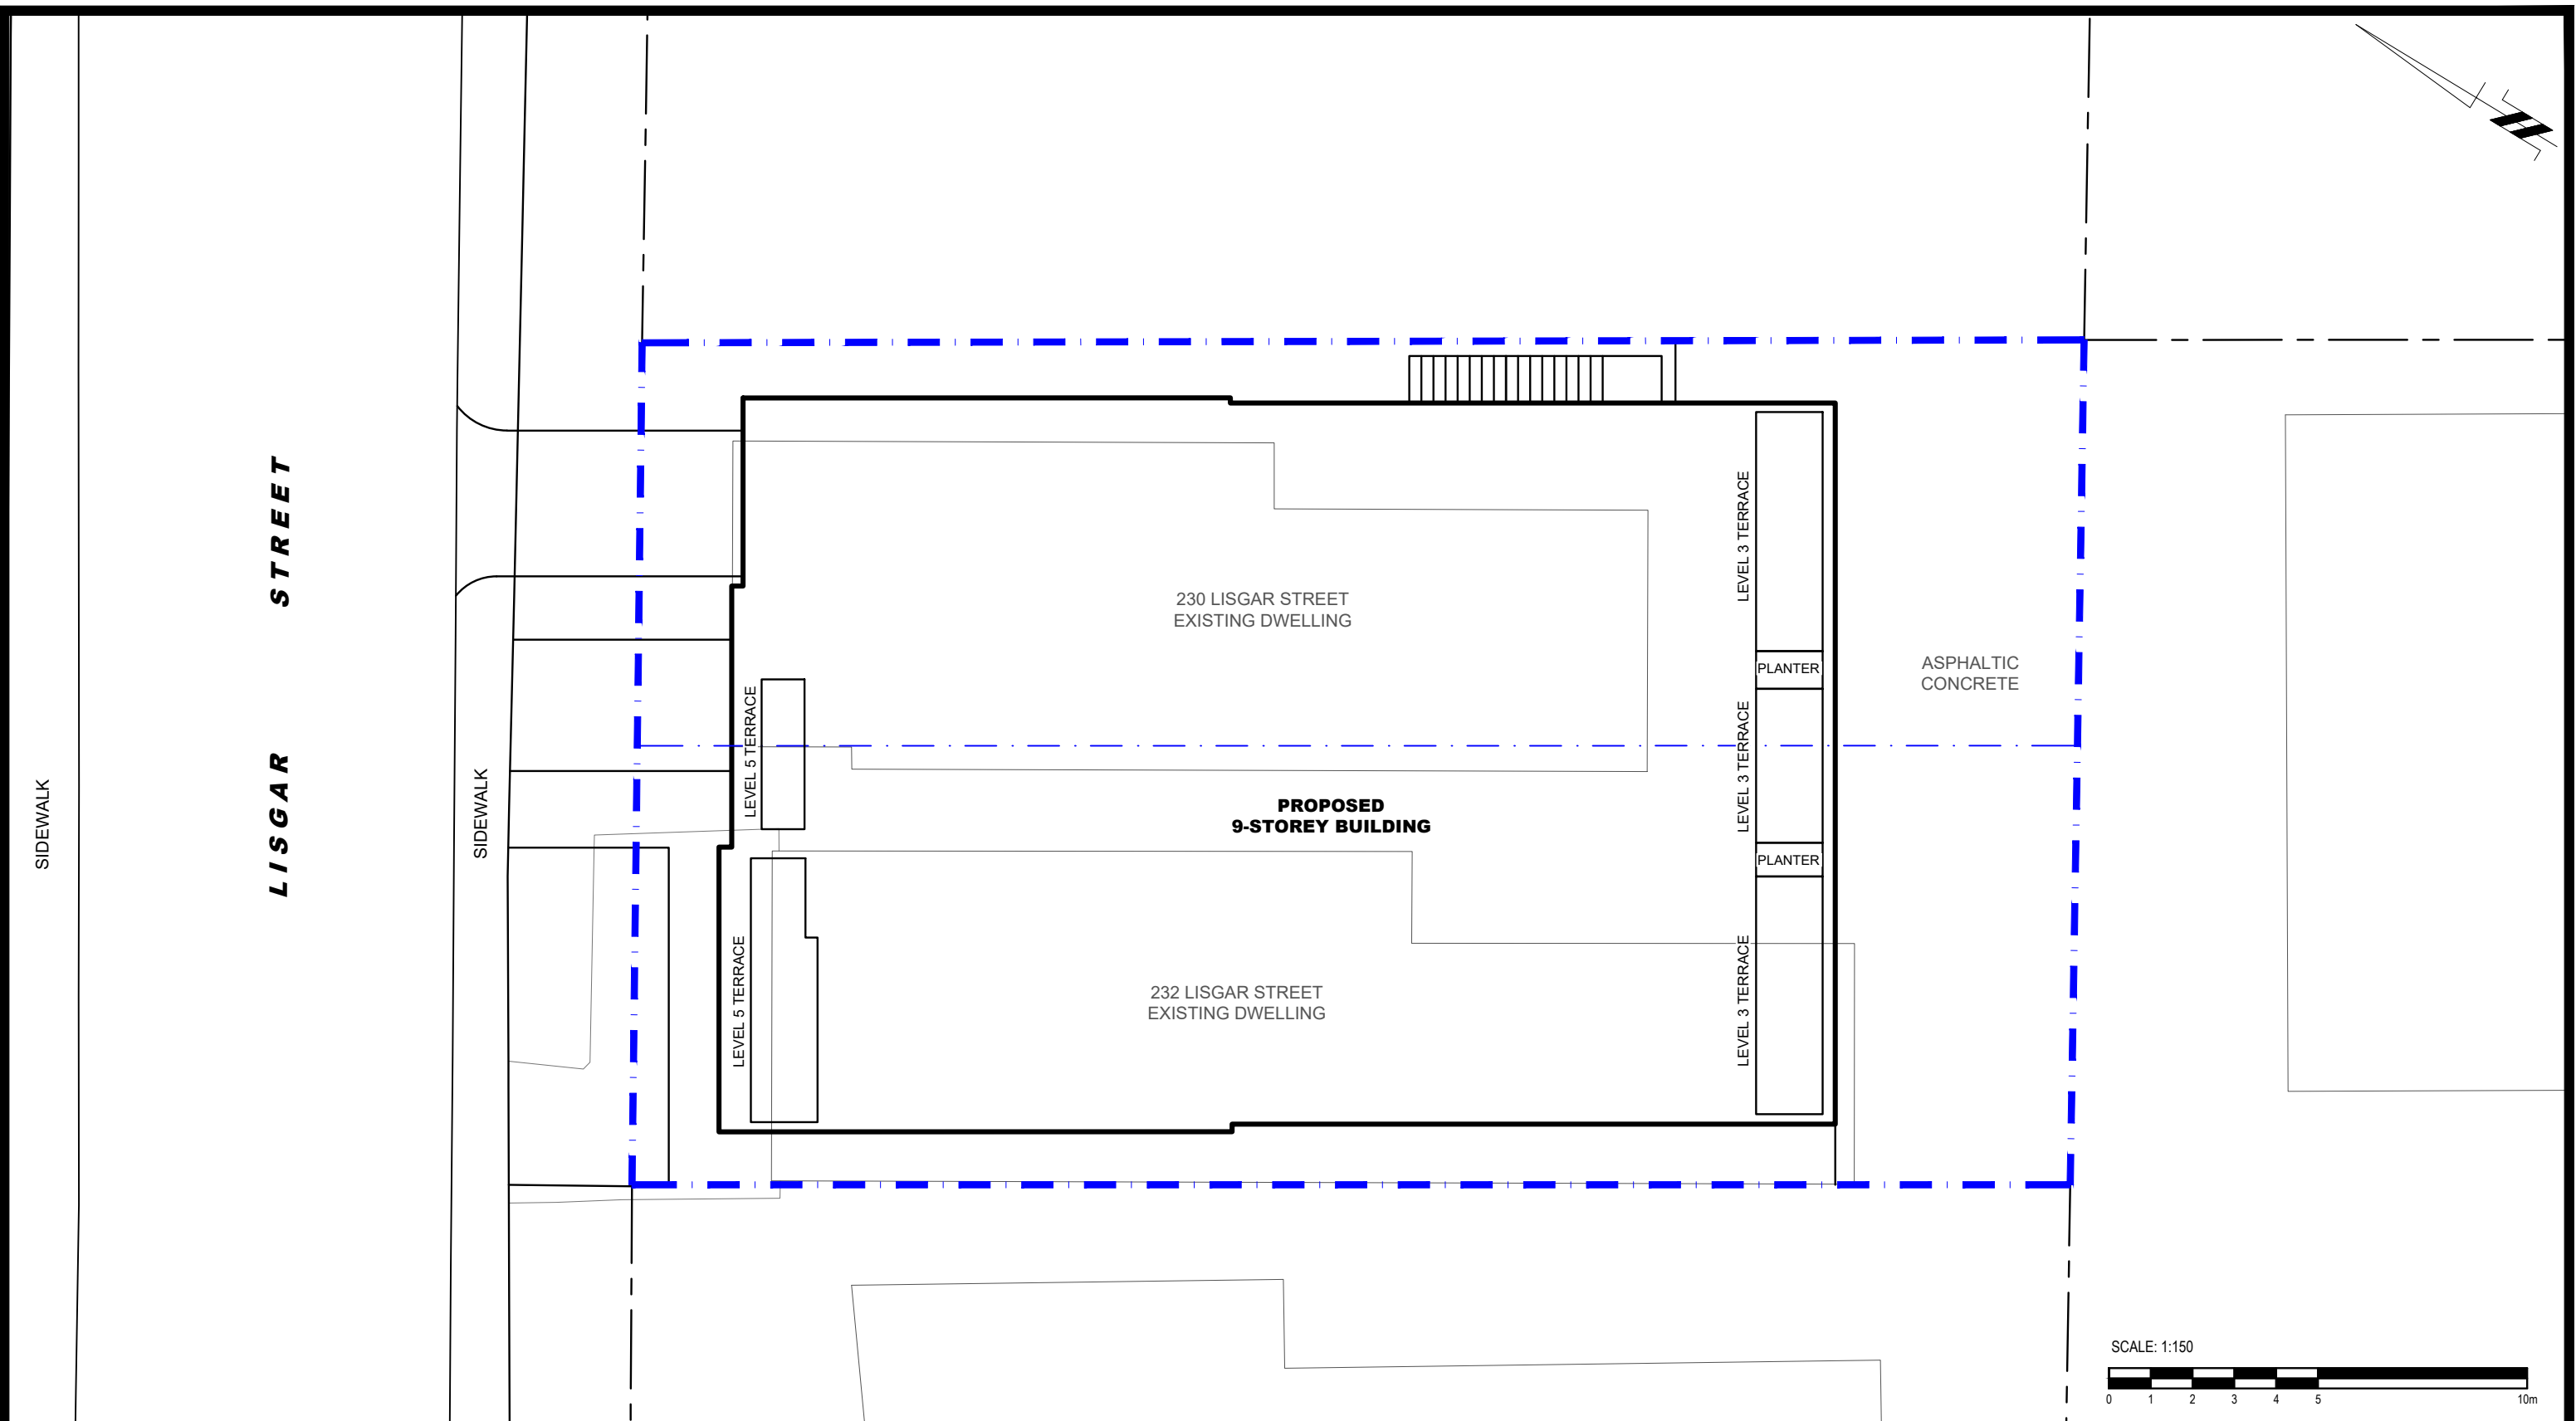 SIDEWALK
LISGAR STREET
SIDEWALK
230 LISGAR STREET
EXISTING DWELLING
LEVEL 3 TERRACE
PLANTER
ASPHALTIC
CONCRETE
LEVEL 5 TERRACE
LEVEL 3 TERRACE
PROPOSED
9-STOREY BUILDING
PLANTER
LEVEL 5 TERRACE
232 LISGAR STREET
EXISTING DWELLING
LEVEL 3 TERRACE
SCALE: 1:150
0 1 2 3 4 5 10m